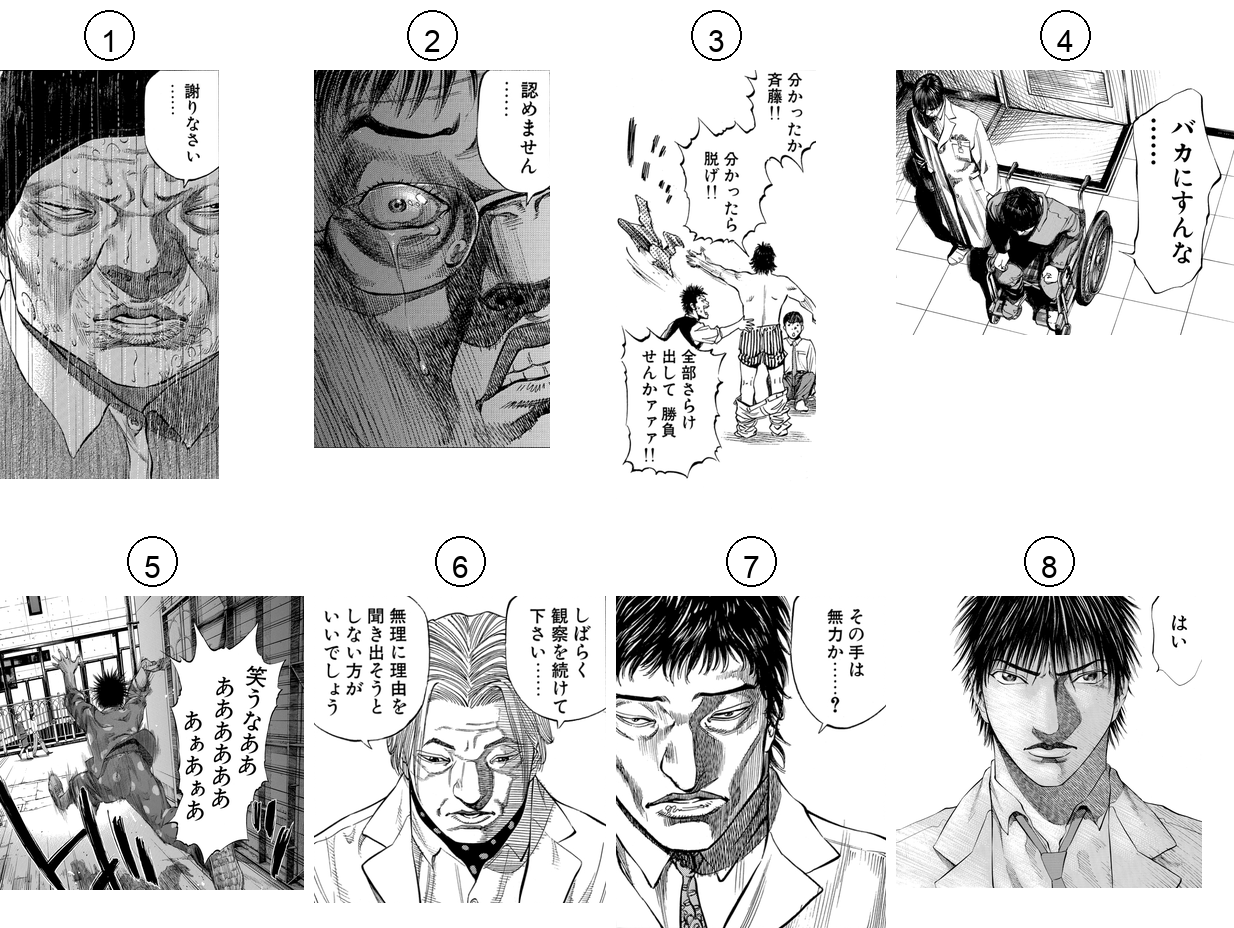 1
謝りなさい
……
2
認めません
……
3
分かったか
斉藤!!
分かったら
脱げ!!
全部さらけ
出して 勝負
せんかァァァ!!
4
バカにすんな
……
5
笑うなああ
ああああああ
あぁあぁあ
6
しばらく
観察を続けて
下さい……
無理に理由を
聞き出そうと
しない方が
いいでしょう
7
その手は
無力か……?
8
はい